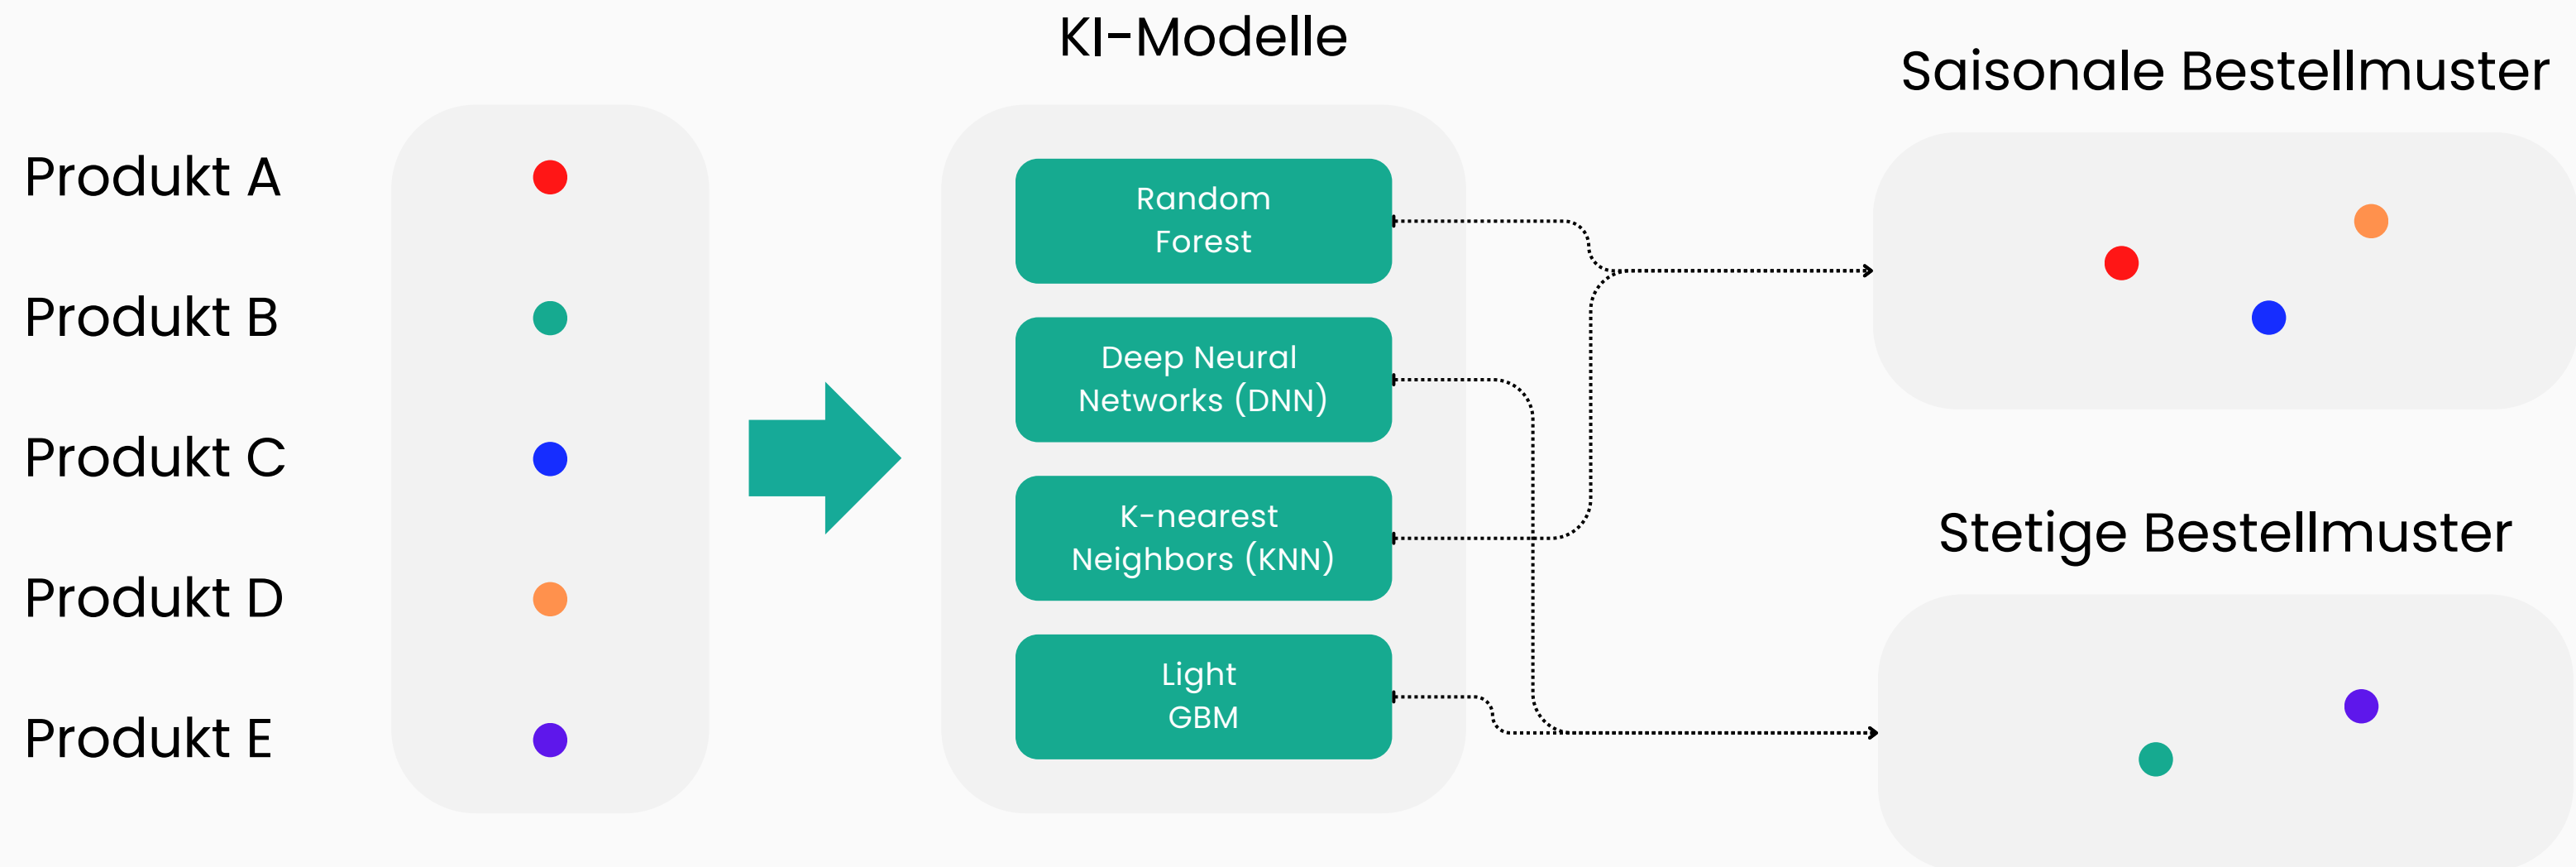 Produkt A
Produkt B
Produkt C
Produkt D
Produkt E
KI-Modelle
Random
Forest
Deep Neural
Networks (DNN)
K-nearest
Neighbors (KNN)
Light
GBM
Saisonale Bestellmuster
Stetige Bestellmuster